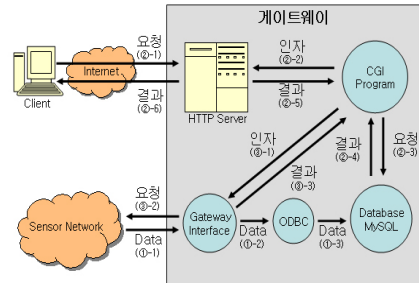 게이트웨이
요청
(②-1)
Internet
결과
(②-6)
Client
HTTP Server
인자
(②-2)
결과
(②-5)
CGI
Program
인자
(③-1)
결과
(③-3)
결과
(②-4)
요청
(②-3)
요청
(③-2)
Sensor Network
Data
(①-1)
Gateway
Interface
Data
(①-2)
ODBC
Data
(①-3)
Database
MySQL